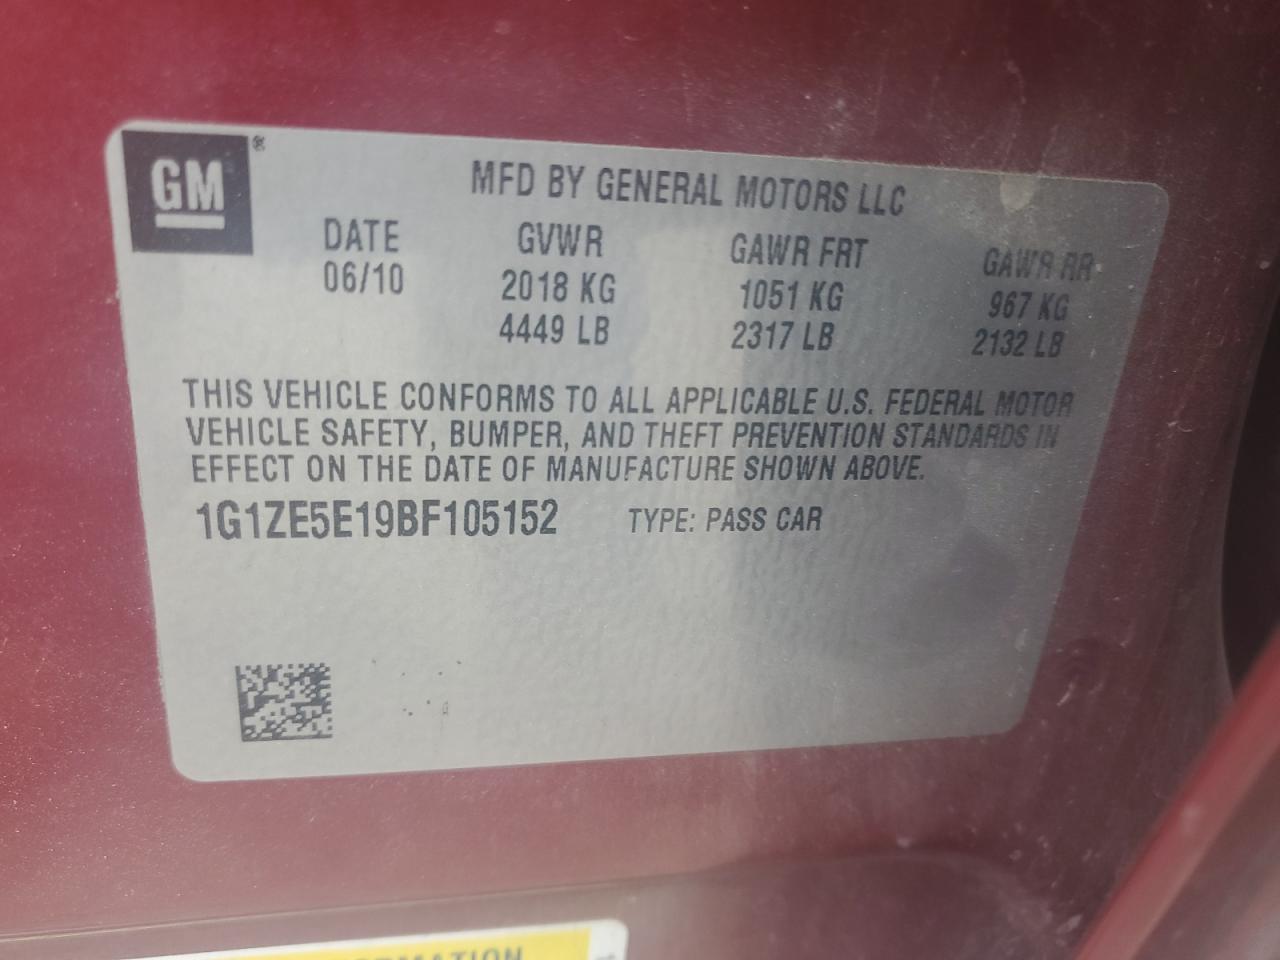 GM ®
MFD BY GENERAL MOTORS LLC
DATE GVWR GAWR FRT GAWR RR
06/10 2018 KG 1051 KG 967 KG
4449 LB 2317 LB 2132 LB
THIS VEHICLE CONFORMS TO ALL APPLICABLE U.S. FEDERAL MOTOR
VEHICLE SAFETY, BUMPER, AND THEFT PREVENTION STANDARDS IN
EFFECT ON THE DATE OF MANUFACTURE SHOWN ABOVE.
1G1ZE5E19BF105152 TYPE: PASS CAR